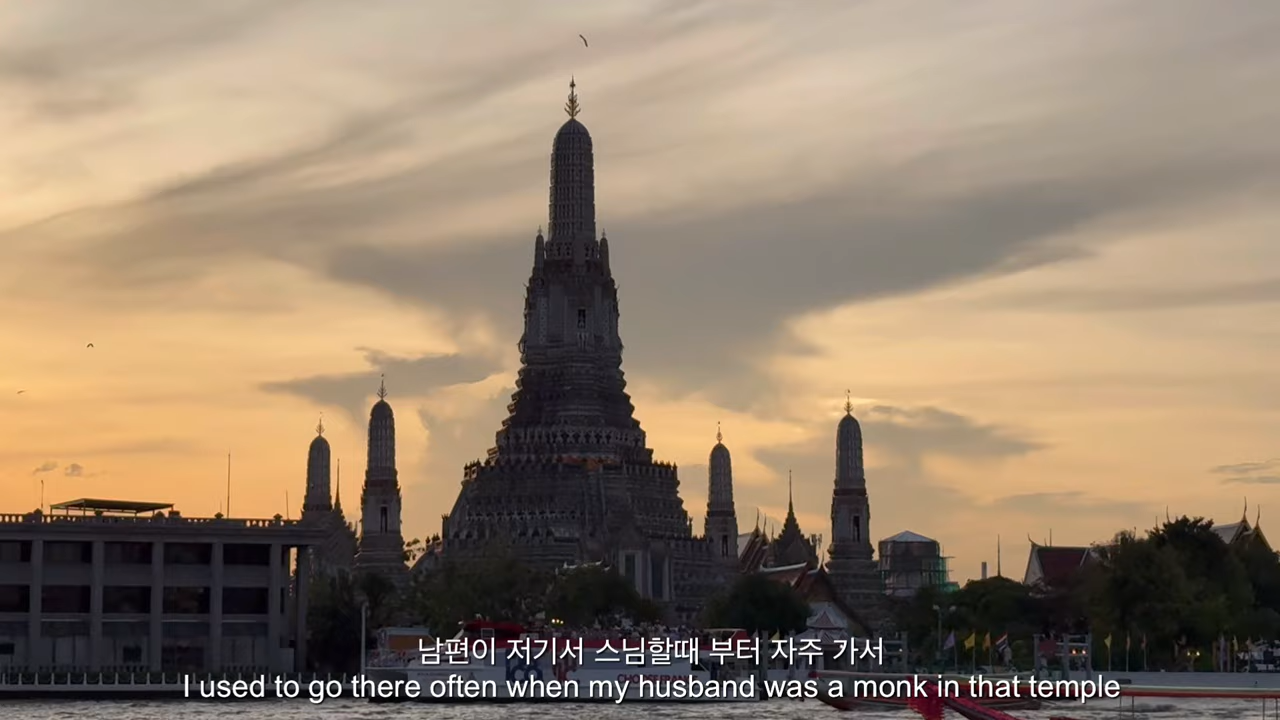 남편이 저기서 스님할때 부터 자주 가서
I used to go there often when my husband was a monk in that temple